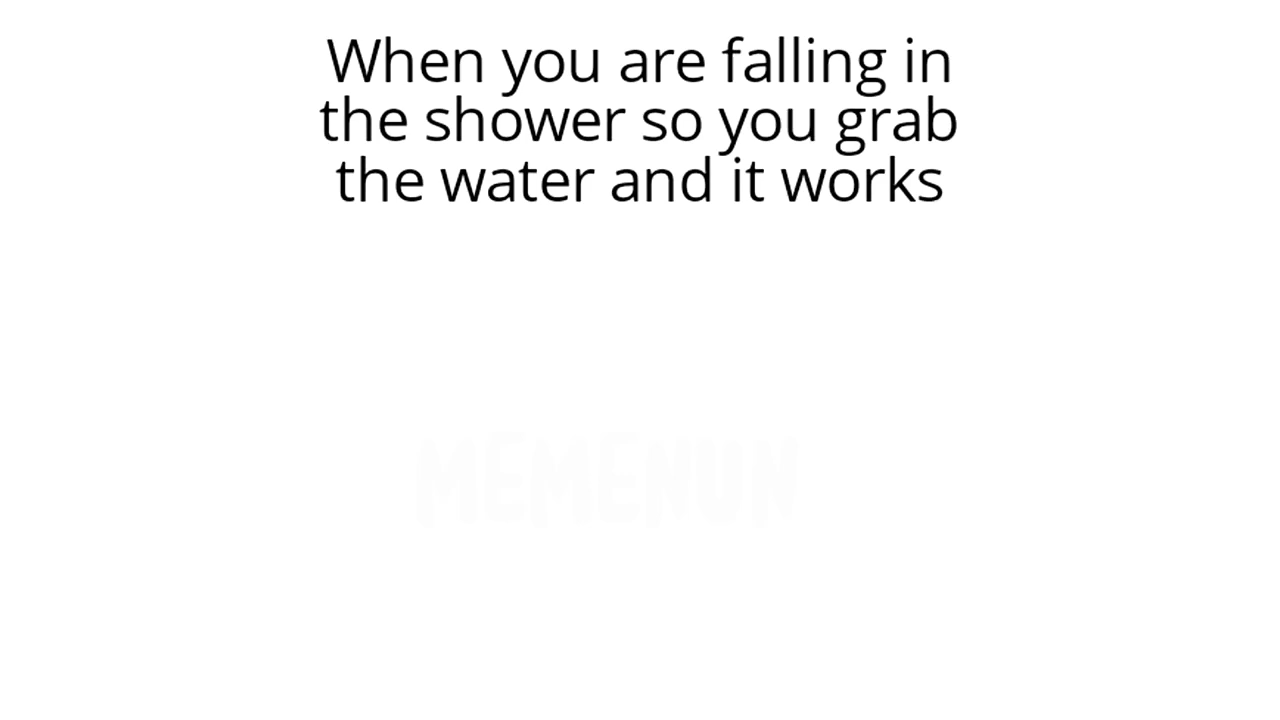 When you are falling in
the shower so you grab
the water and it works
MEMENUN